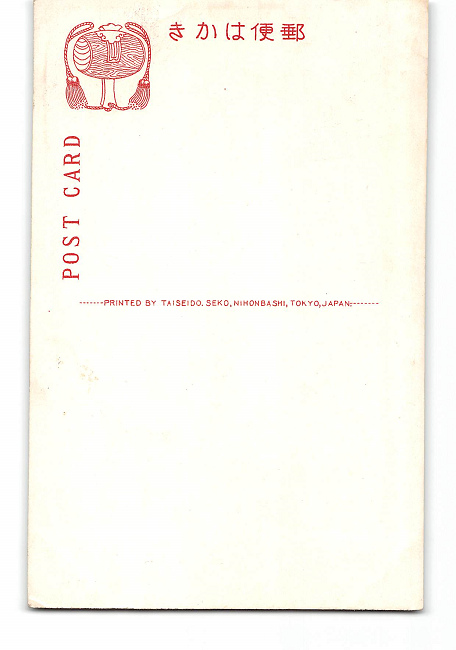 郵便はかき
POST CARD
PRINTED BY TAISEIDO. SEKO, NIHONBASHI, TOKYO, JAPAN.